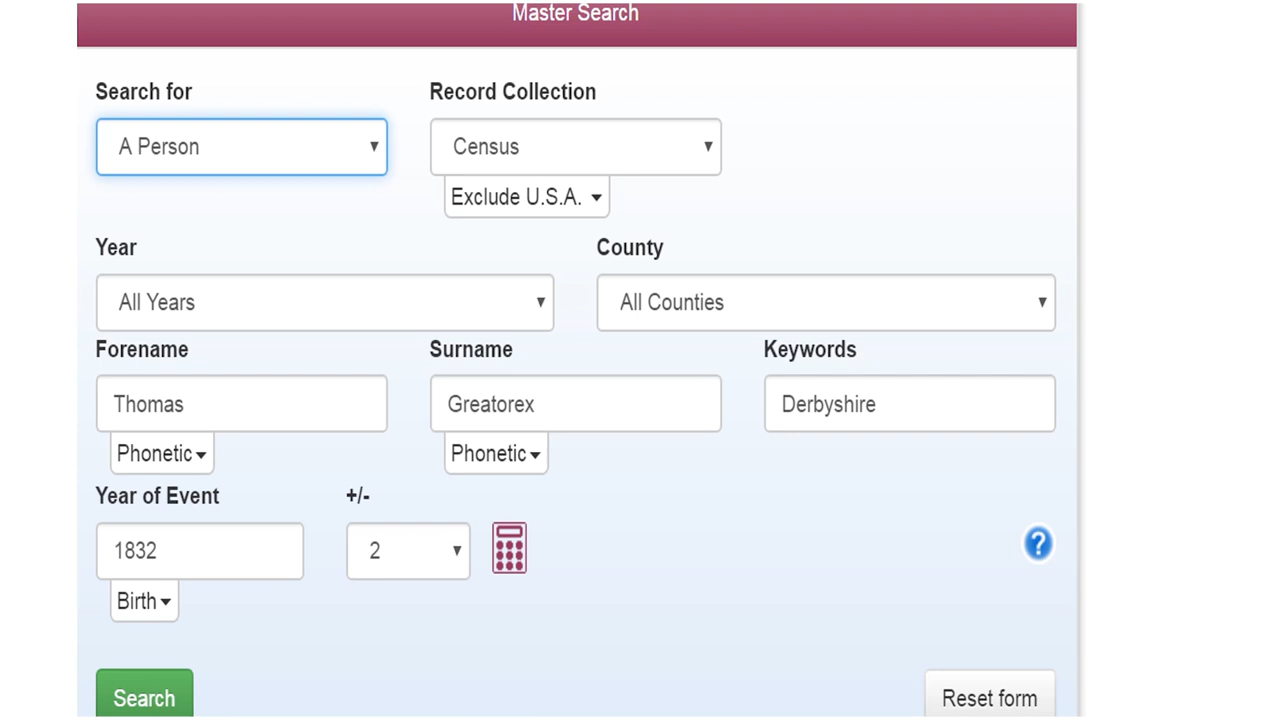 Master Search
Search for Record Collection
A Person Census
Exclude U.S.A.
Year County
All Years All Counties
Forename Surname Keywords
Thomas Greatorex Derbyshire
Phonetic Phonetic
Year of Event +/-
1832 2 ?
Birth
Search Reset form